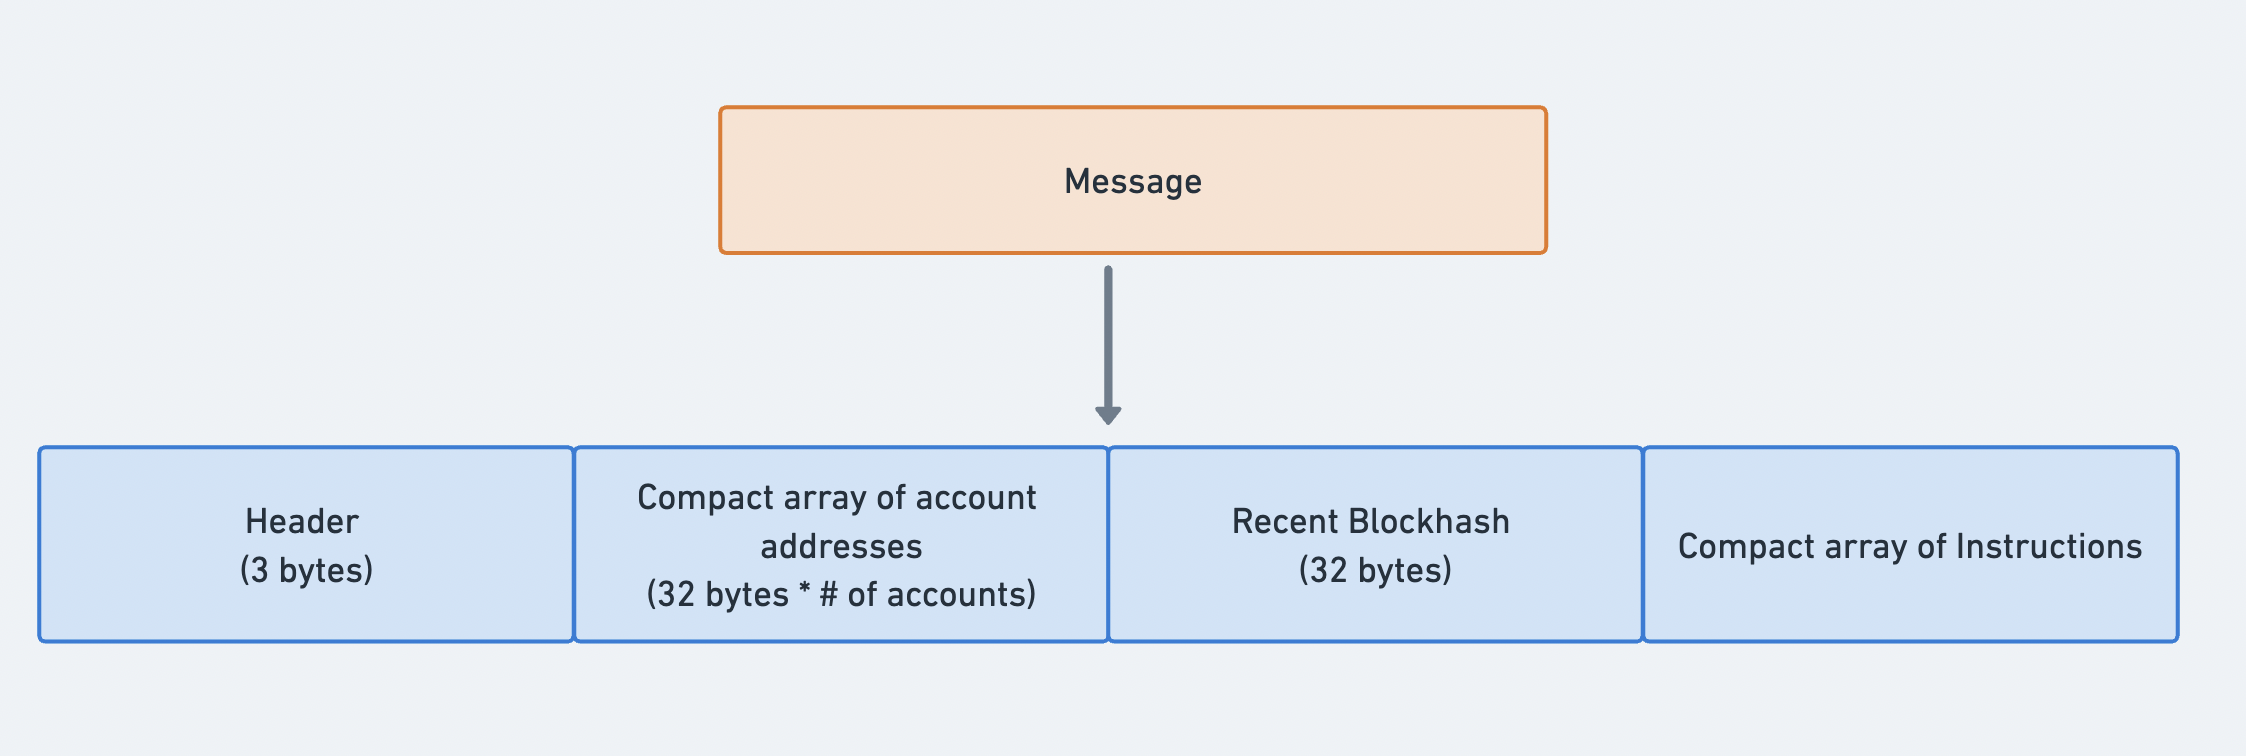 Message
Header
(3 bytes)
Compact array of account
addresses
(32 bytes * # of accounts)
Recent Blockhash
(32 bytes)
Compact array of Instructions